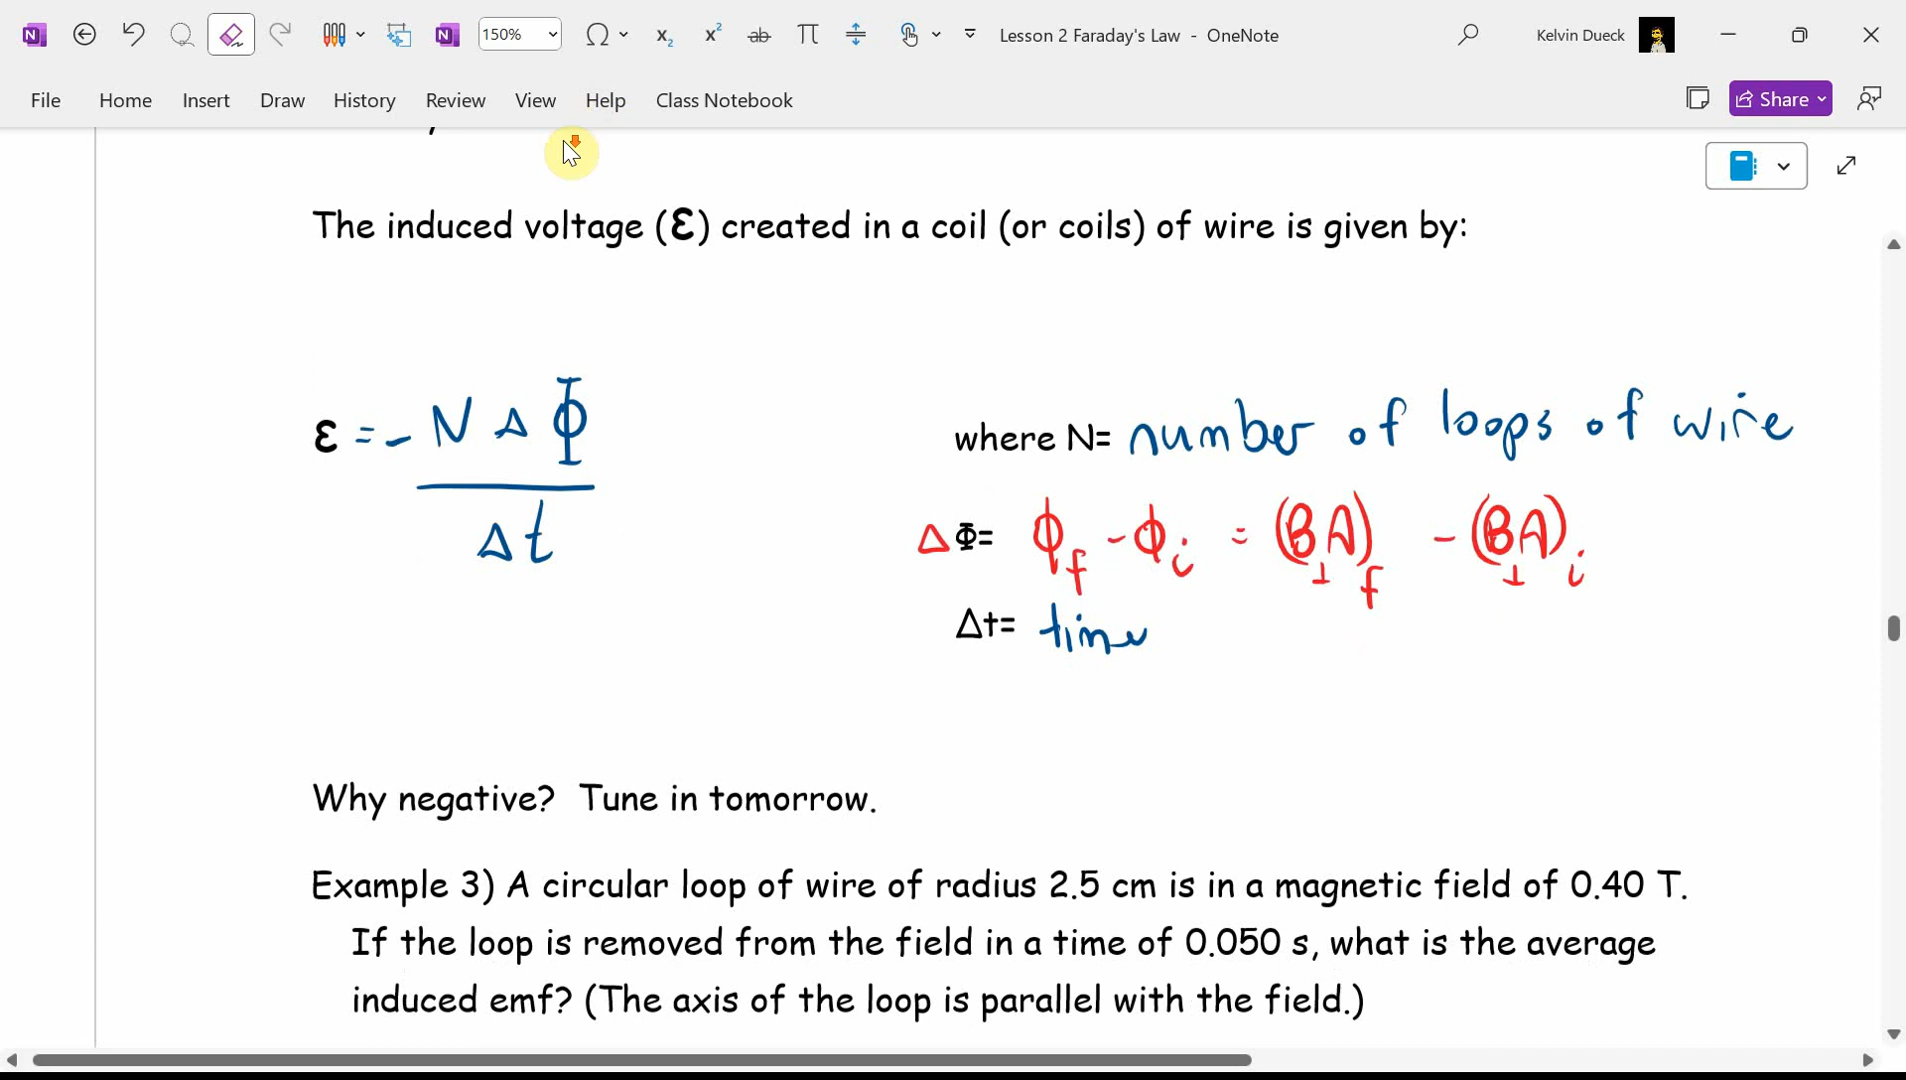 150%
Lesson 2 Faraday's Law - OneNote
Kelvin Dueck
File Home Insert Draw History Review View Help Class Notebook
Share
The induced voltage (ℇ) created in a coil (or coils) of wire is given by:
ℇ = - N Δ Φ
Δt
where N= number of loops of wire
ΔΦ= Φf - Φi = (B⊥A)f - (B⊥A)i
Δt= time
Why negative? Tune in tomorrow.
Example 3) A circular loop of wire of radius 2.5 cm is in a magnetic field of 0.40 T.
If the loop is removed from the field in a time of 0.050 s, what is the average
induced emf? (The axis of the loop is parallel with the field.)